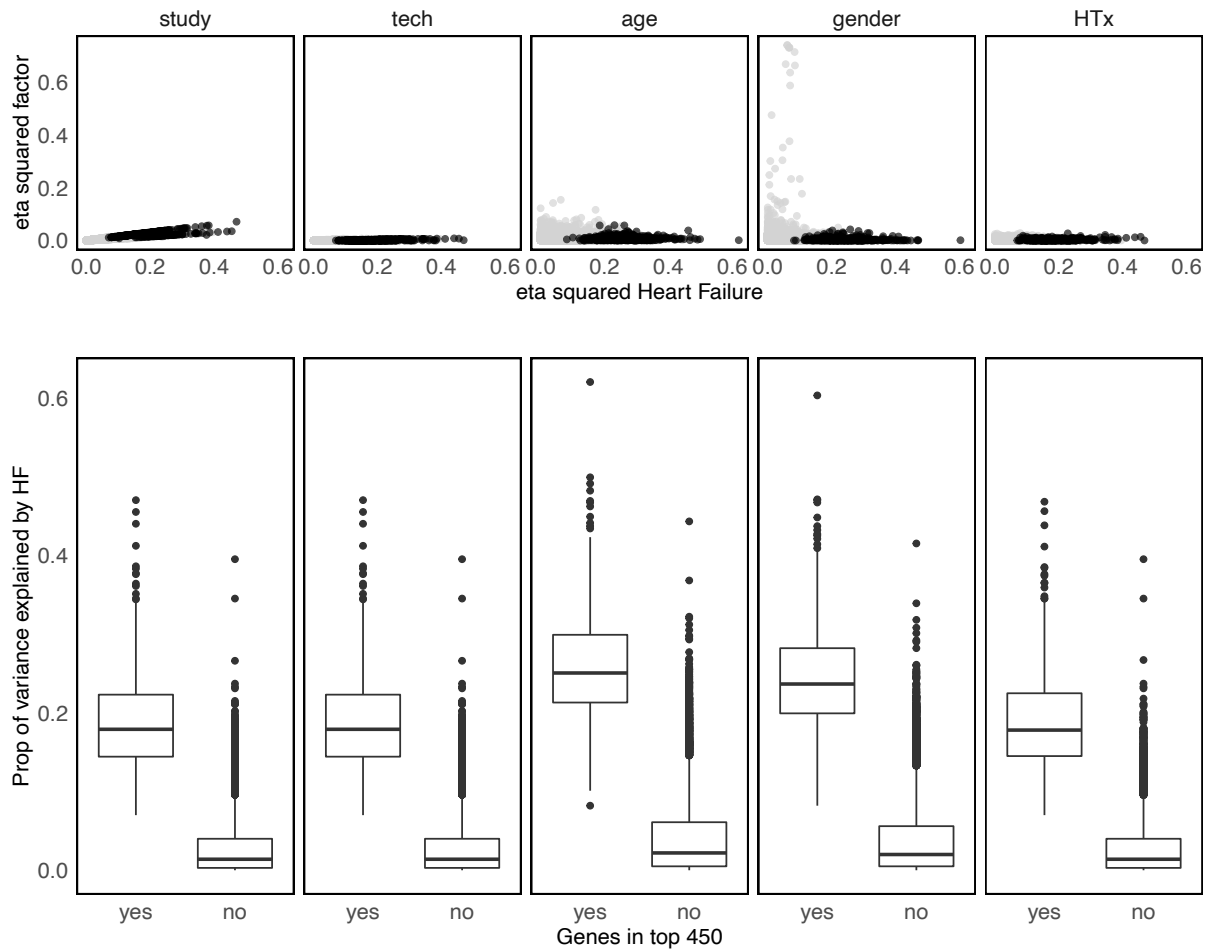 study tech age gender HTx
eta squared factor
0.6
0.4
0.2
0.0
0.0 0.2 0.4 0.6 0.0 0.2 0.4 0.6 0.0 0.2 0.4 0.6 0.0 0.2 0.4 0.6 0.0 0.2 0.4 0.6
eta squared Heart Failure
Prop of variance explained by HF
0.6
0.4
0.2
0.0
yes no yes no yes no yes no yes no
Genes in top 450